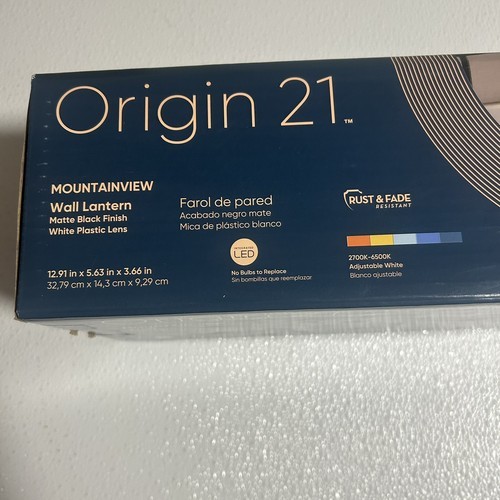 Origin 21™
MOUNTAINVIEW
Wall Lantern
Matte Black Finish
White Plastic Lens
Farol de pared
Acabado negro mate
Mica de plástico blanco
RUST & FADE
RESISTANT
INTEGRATED
LED
No Bulbs to Replace
Sin bombillas que reemplazar
2700K-6500K
Adjustable White
Blanco ajustable
12.91 in x 5.63 in x 3.66 in
32,79 cm x 14,3 cm x 9,29 cm